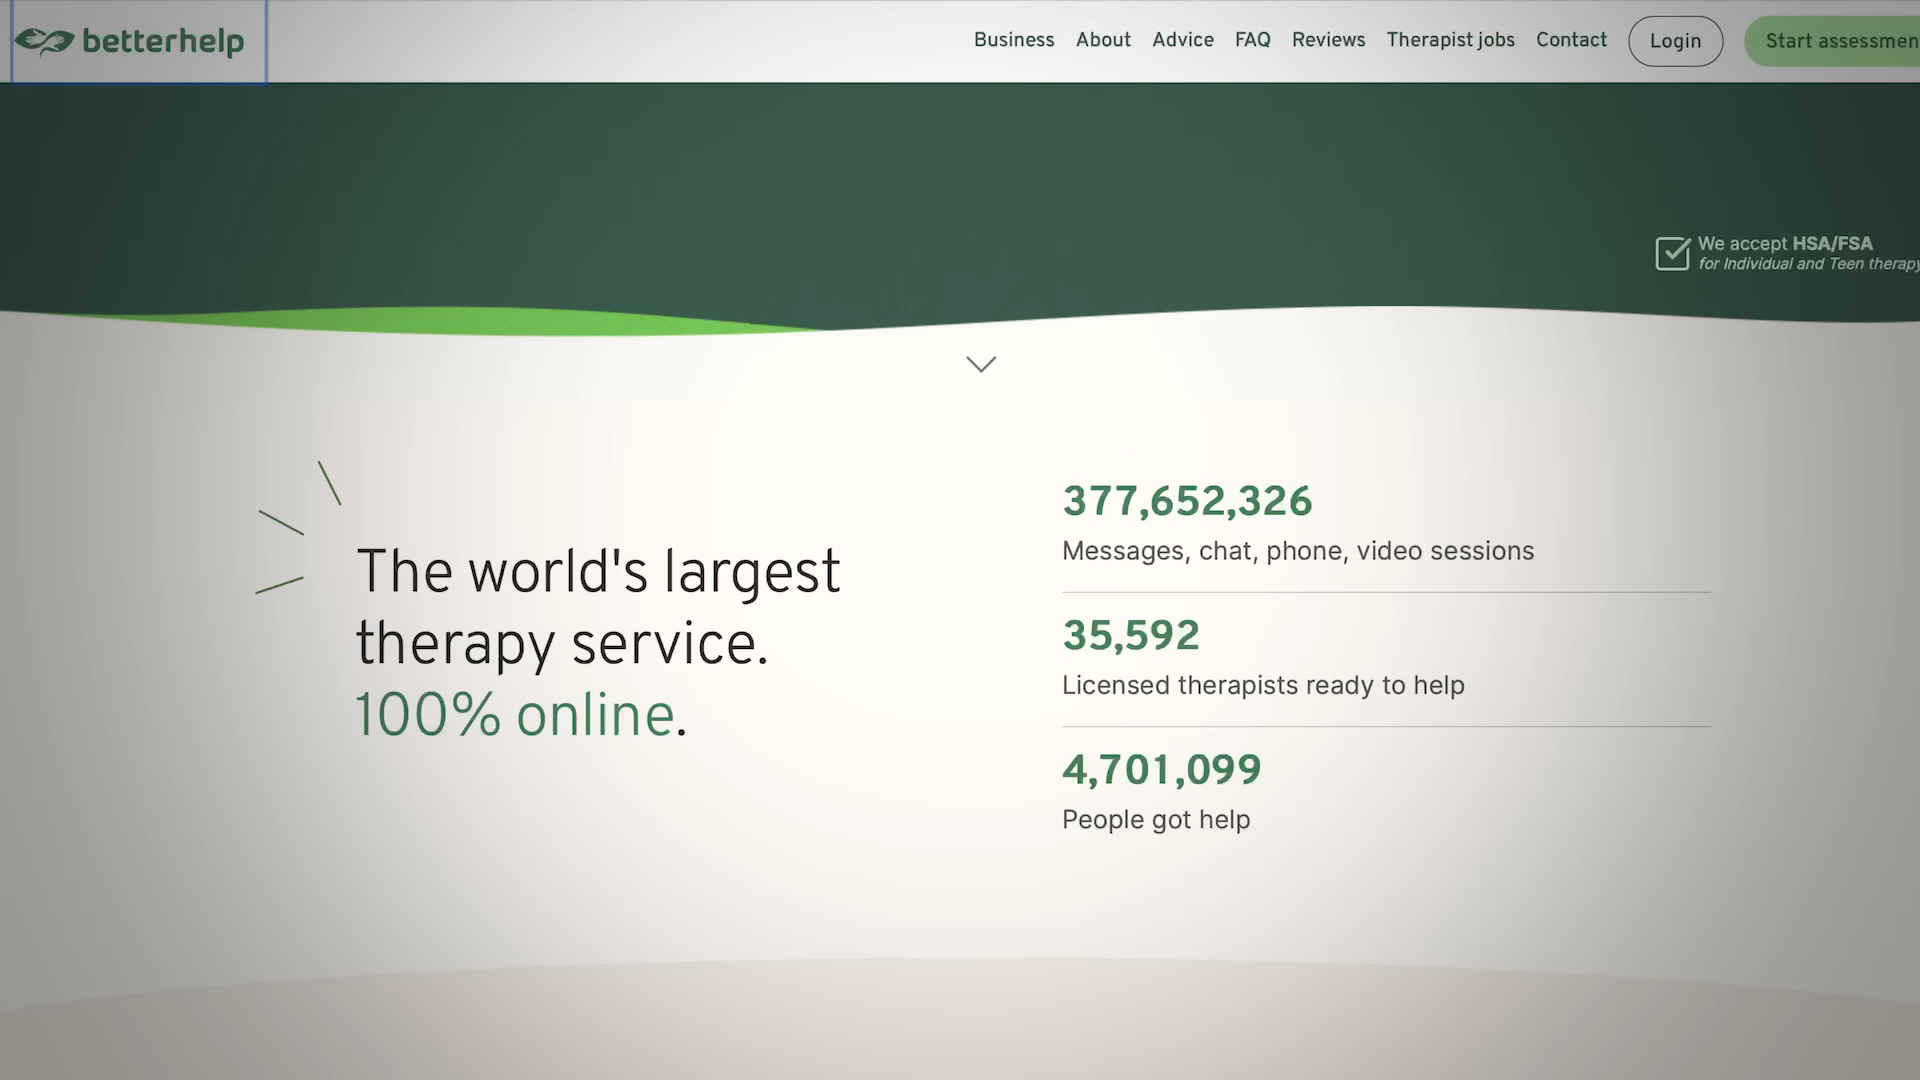 betterhelp
Business About Advice FAQ Reviews Therapist jobs Contact Login Start assessmen
We accept HSA/FSA
for Individual and Teen therapy
The world's largest
therapy service.
100% online.
377,652,326
Messages, chat, phone, video sessions
35,592
Licensed therapists ready to help
4,701,099
People got help